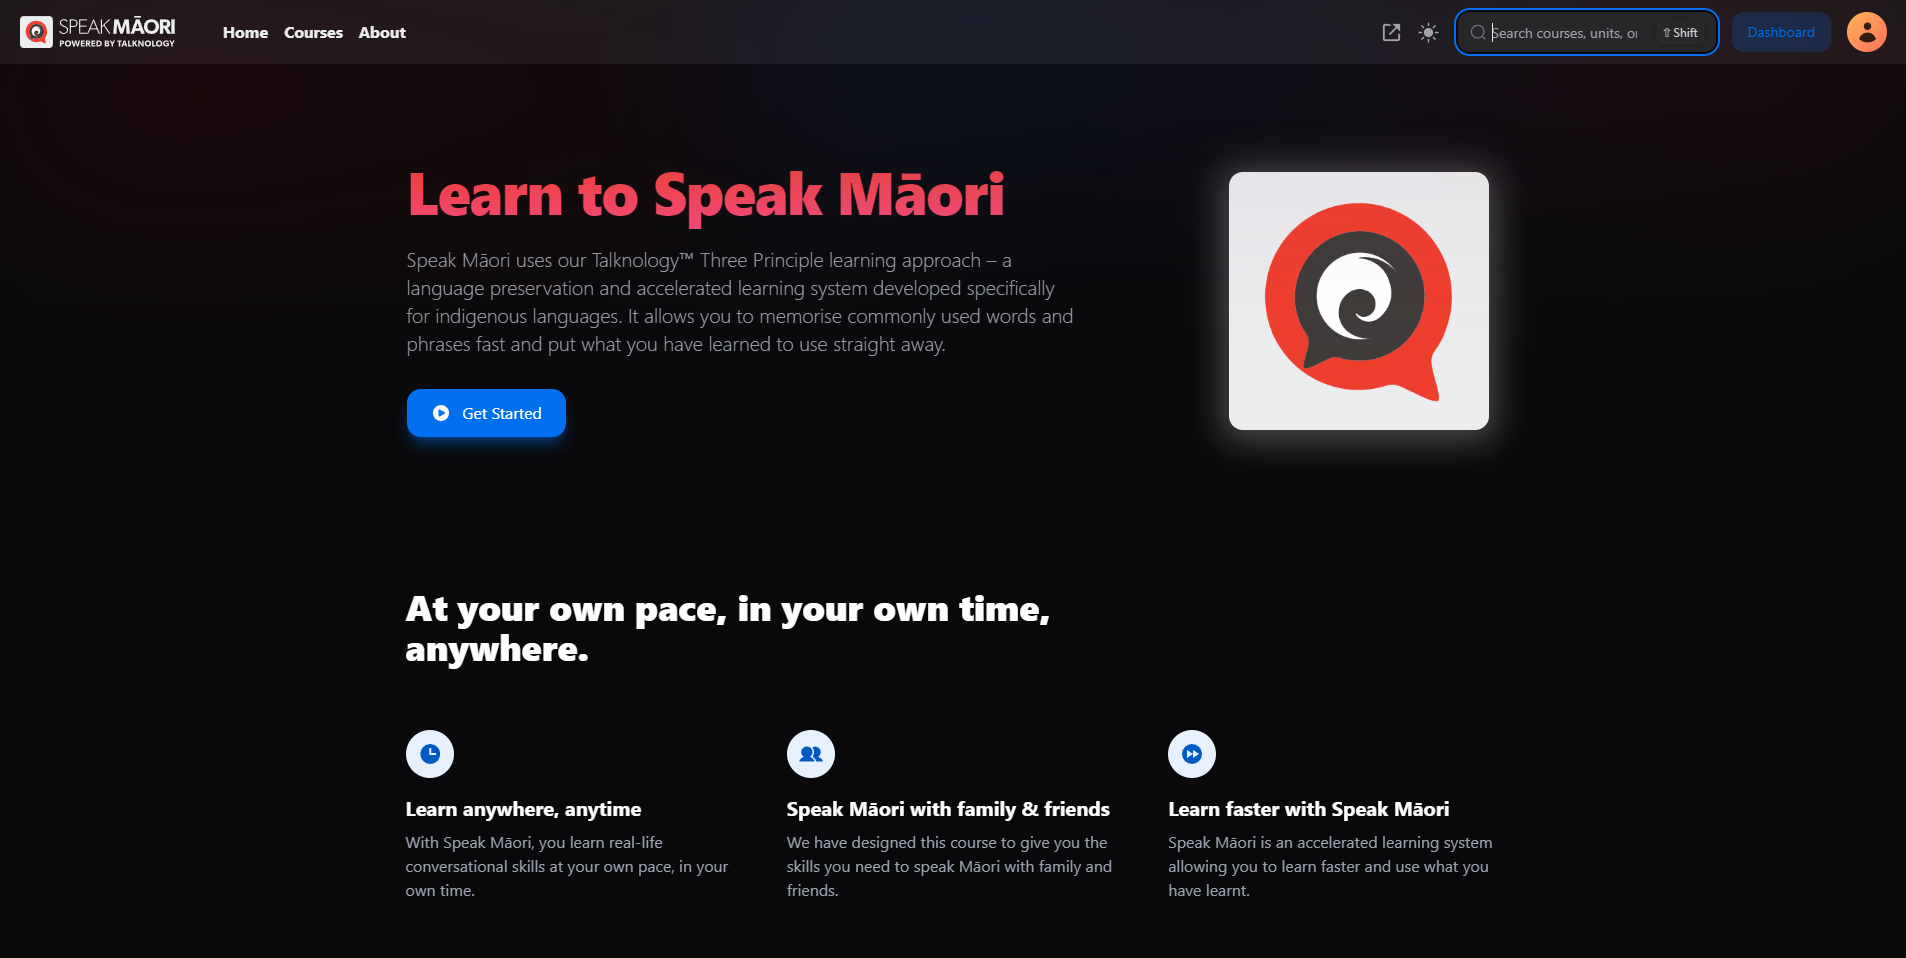 SPEAK MĀORI
POWERED BY TALKNOLOGY
Home Courses About
Search courses, units, or
⇧ Shift
Dashboard
Learn to Speak Māori
Speak Māori uses our Talknology™ Three Principle learning approach – a
language preservation and accelerated learning system developed specifically
for indigenous languages. It allows you to memorise commonly used words and
phrases fast and put what you have learned to use straight away.
Get Started
At your own pace, in your own time,
anywhere.
Learn anywhere, anytime
With Speak Māori, you learn real-life
conversational skills at your own pace, in your
own time.
Speak Māori with family & friends
We have designed this course to give you the
skills you need to speak Māori with family and
friends.
Learn faster with Speak Māori
Speak Māori is an accelerated learning system
allowing you to learn faster and use what you
have learnt.